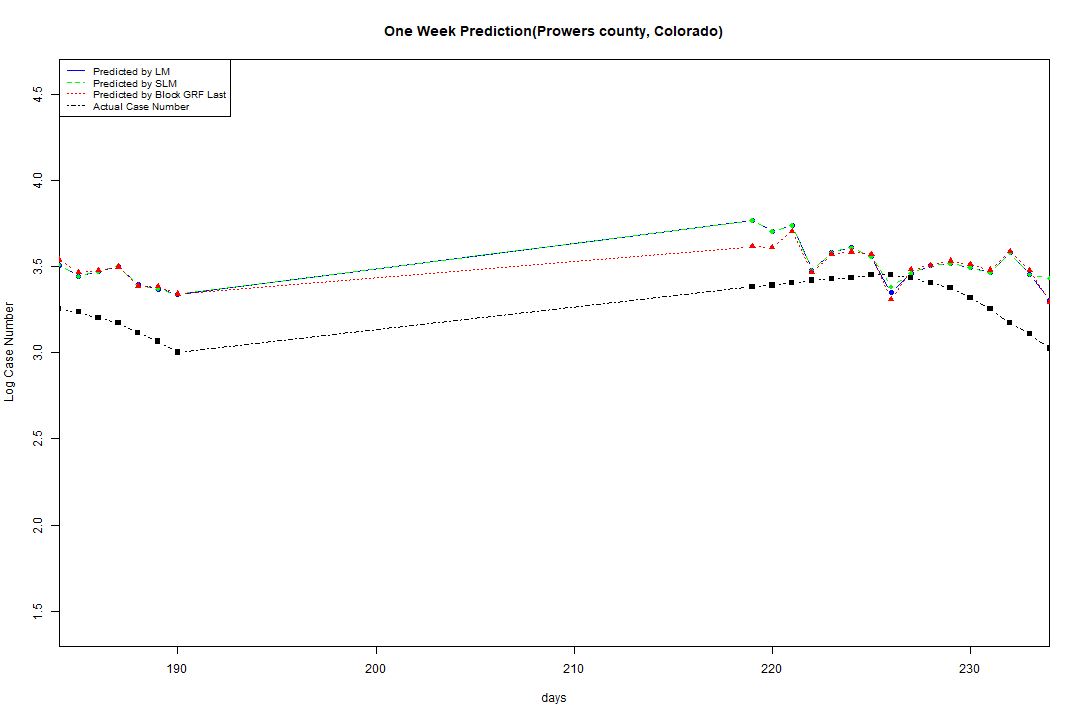 One Week Prediction(Prowers county, Colorado)
Predicted by LM
Predicted by SLM
Predicted by Block GRF Last
Actual Case Number
4.5
4.0
3.5
3.0
2.5
2.0
1.5
Log Case Number
190
200
210
220
230
days